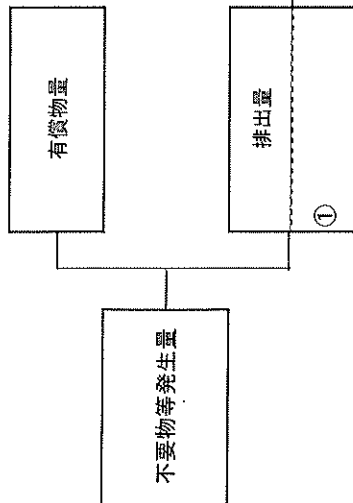 有償物量
排出量
①
不要物等発生量